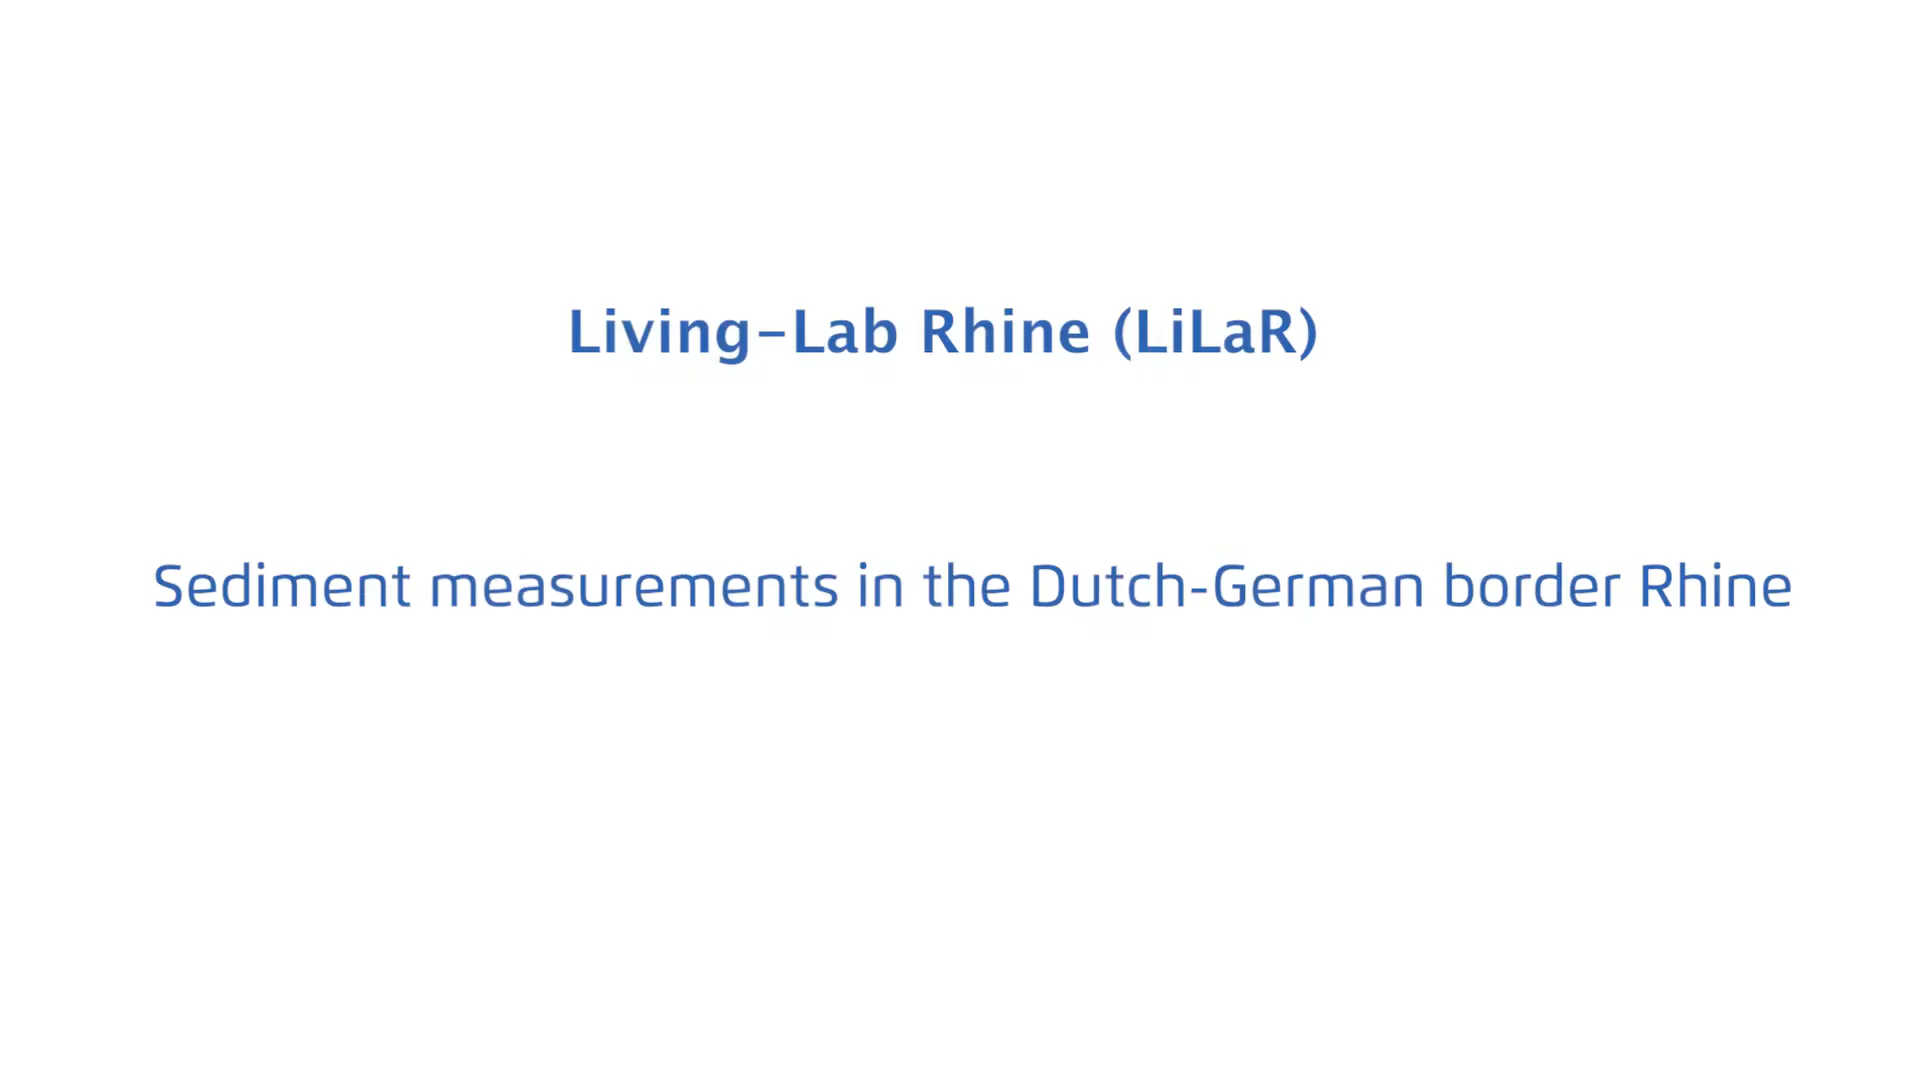 Living-Lab Rhine (LiLaR)
Sediment measurements in the Dutch-German border Rhine